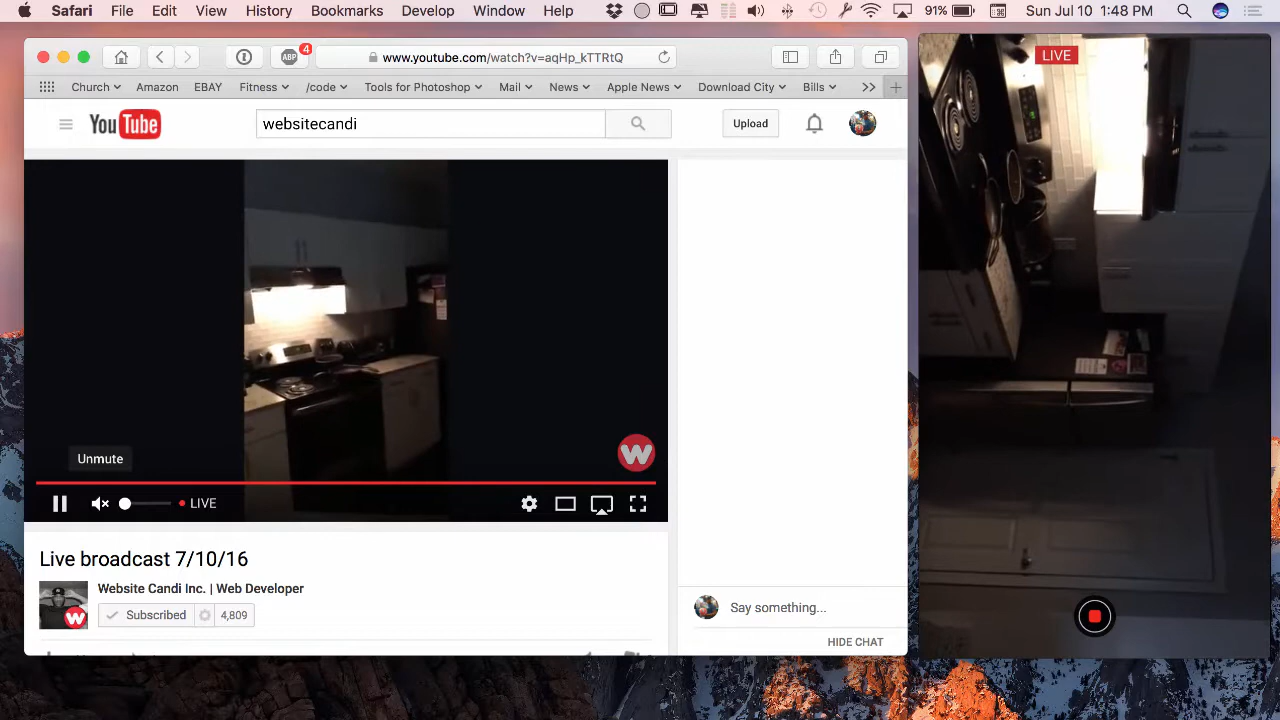 Safari File Edit View History Bookmarks Develop Window Help 91% Sun Jul 10 1:48 PM
ABP 4 www.youtube.com/watch?v=aqHp_kTTRtQ
Church Amazon EBAY Fitness /code Tools for Photoshop Mail News Apple News Download City Bills >> +
YouTube websitecandi Upload
LIVE
Unmute
W
LIVE
Live broadcast 7/10/16
Website Candi Inc. | Web Developer
W
Subscribed 4,809
Say something...
HIDE CHAT